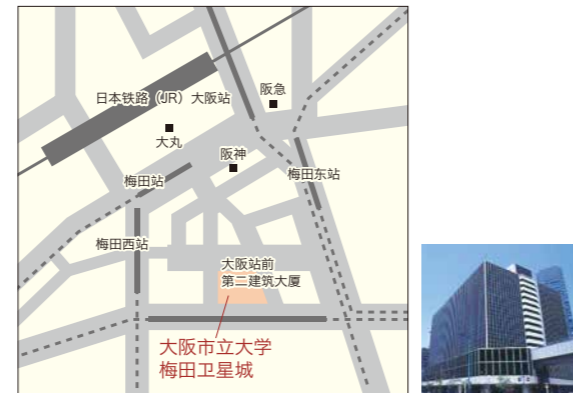 阪急
日本铁路（JR）大阪站
大丸
阪神
梅田站
梅田东站
梅田西站
大阪站前
第二建筑大厦
大阪市立大学
梅田卫星城